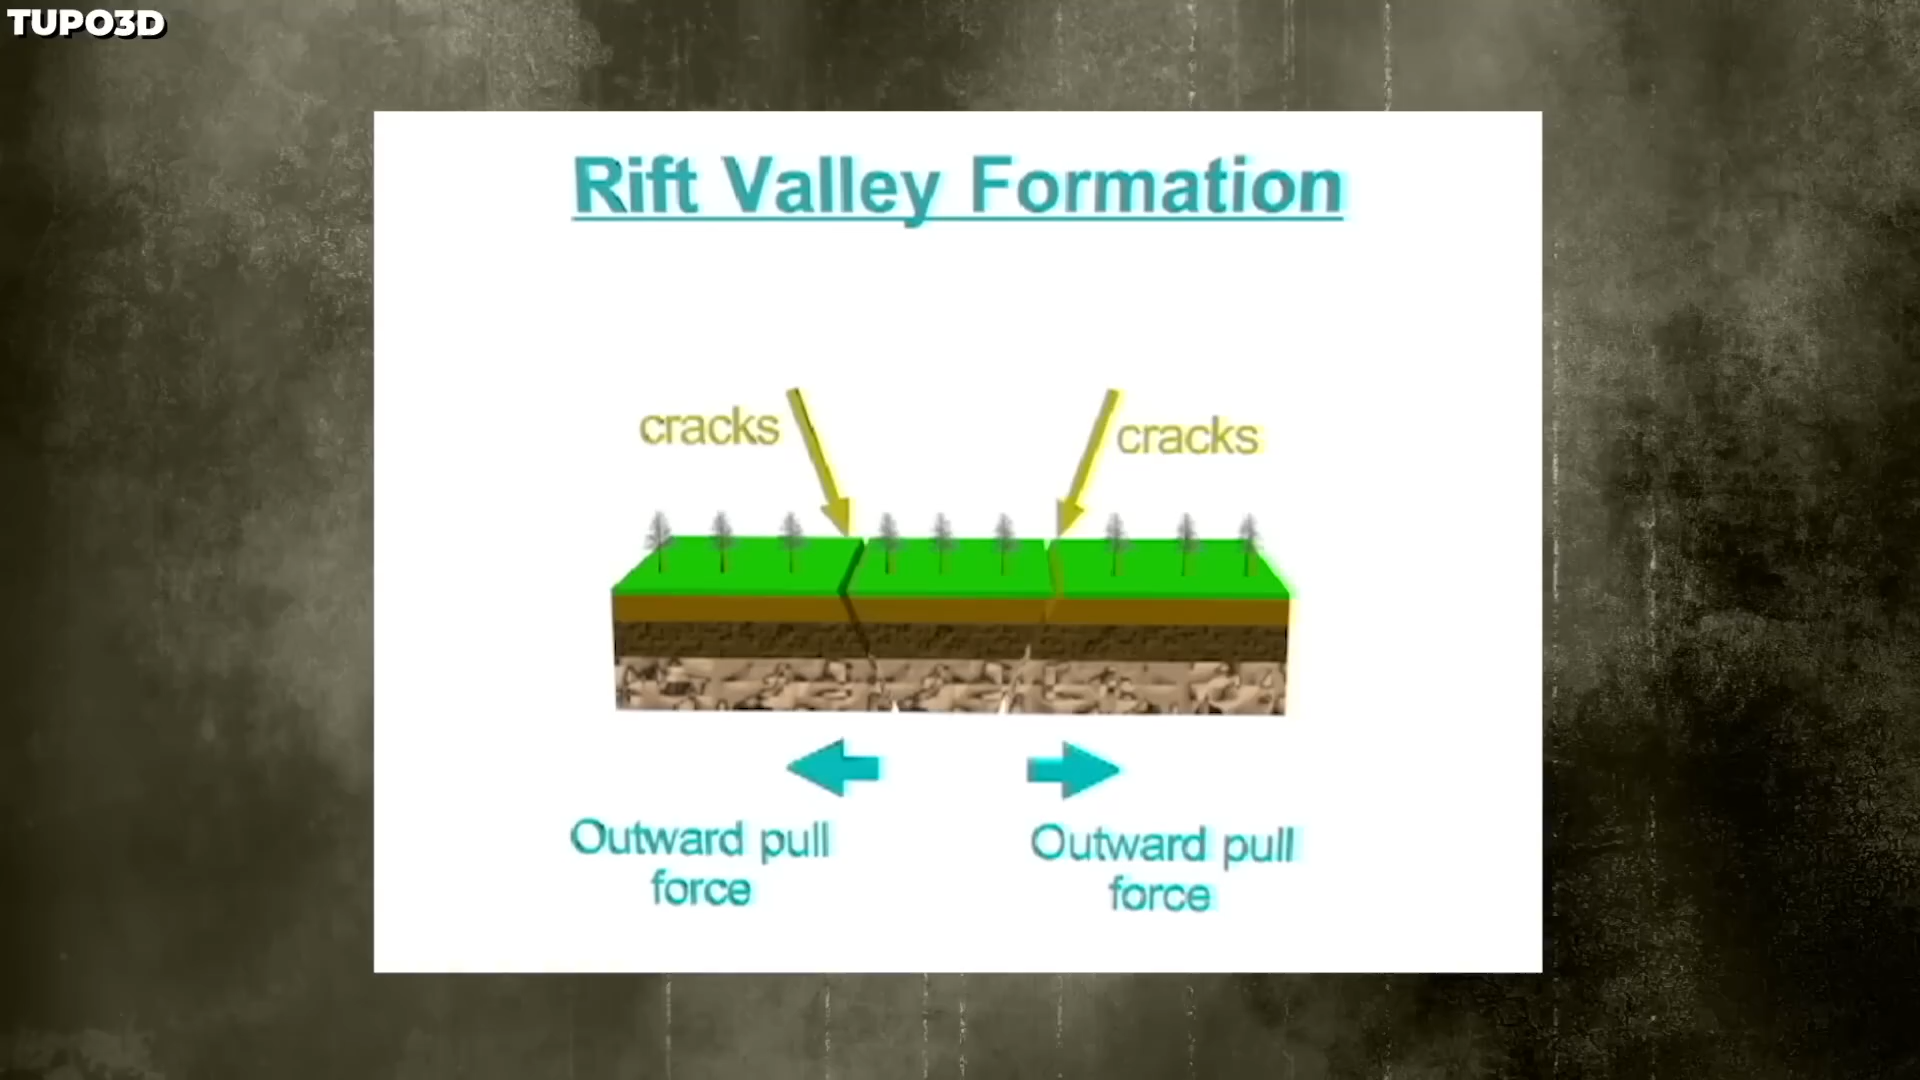 TUPO3D
Rift Valley Formation
cracks
cracks
Outward pull
force
Outward pull
force